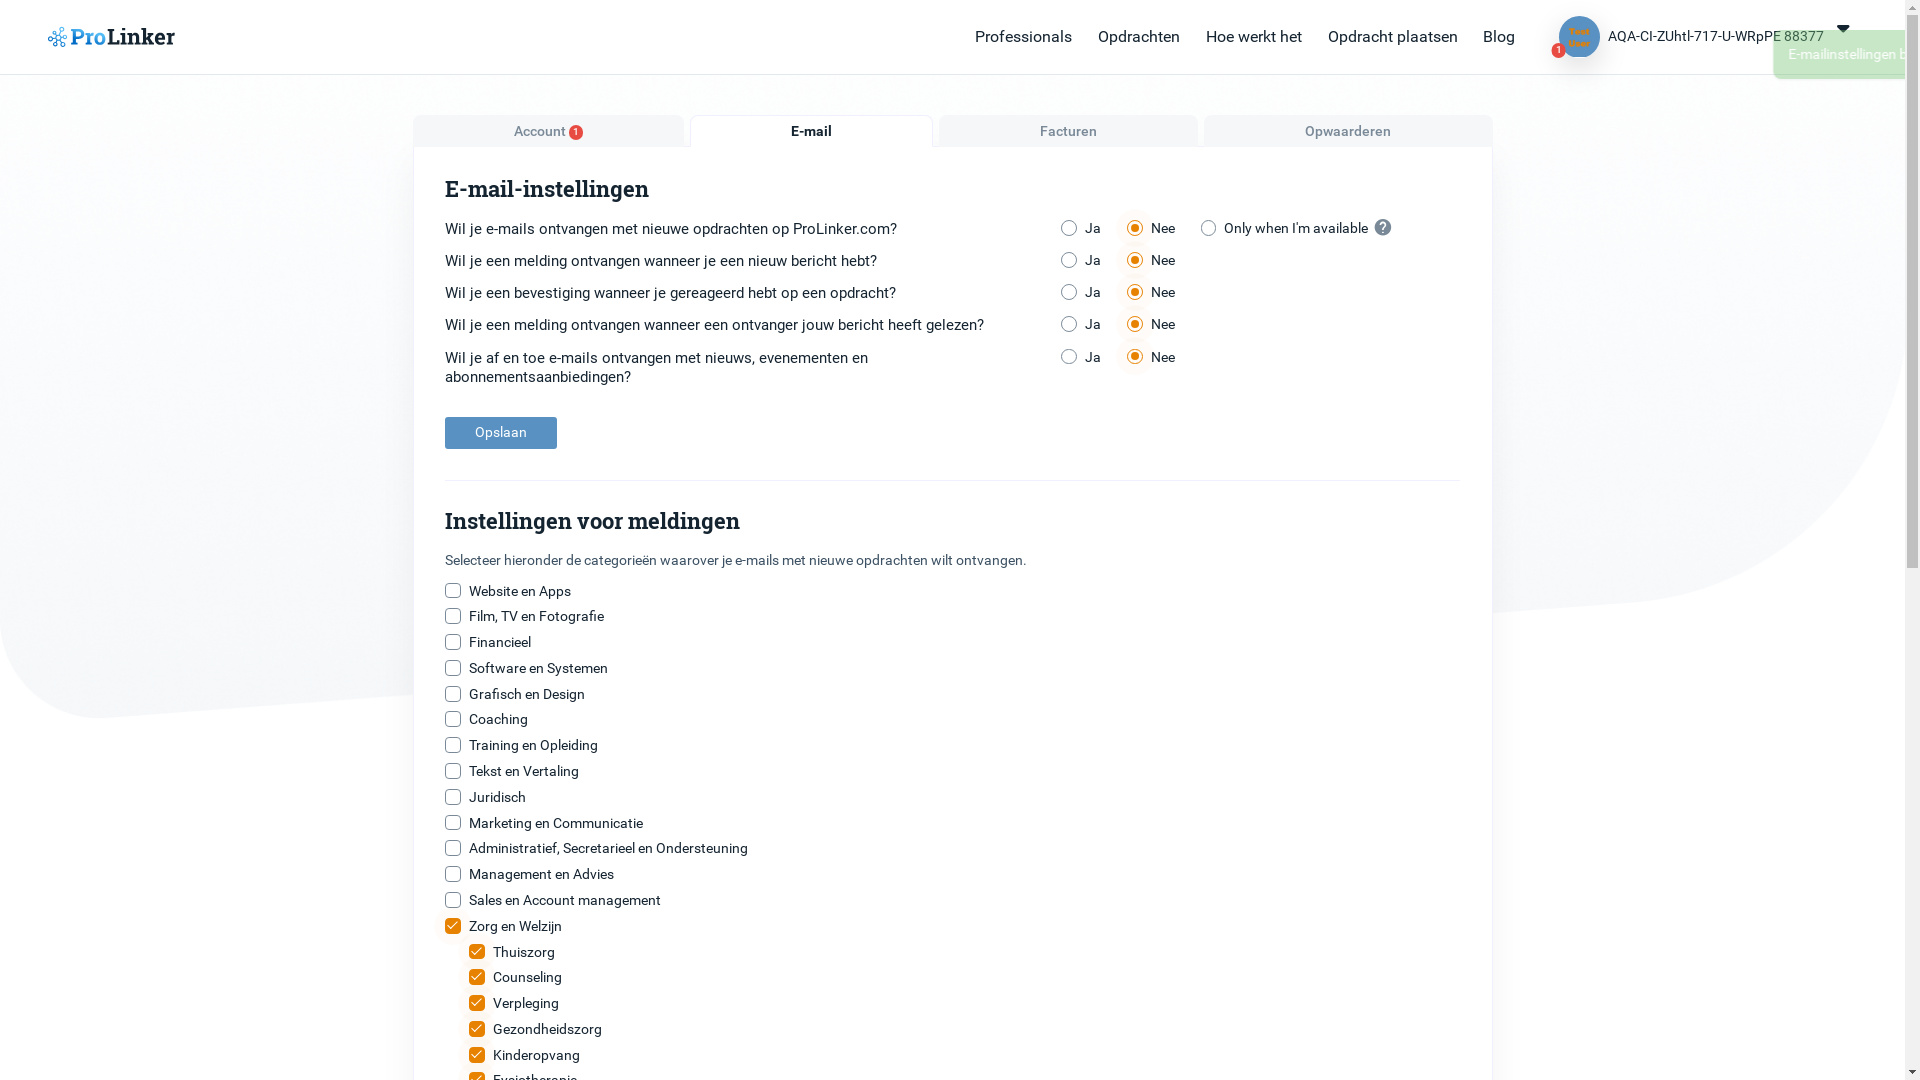 ProLinker
Professionals
Opdrachten
Hoe werkt het
Opdracht plaatsen
Blog
Test
User
1
AQA-CI-ZUhtl-717-U-WRpPE 88377
E-mailinstellingen
Account 1
E-mail
Facturen
Opwaarderen
E-mail-instellingen
Wil je e-mails ontvangen met nieuwe opdrachten op ProLinker.com?
Ja
Nee
Only when I'm available
?
Wil je een melding ontvangen wanneer je een nieuw bericht hebt?
Ja
Nee
Wil je een bevestiging wanneer je gereageerd hebt op een opdracht?
Ja
Nee
Wil je een melding ontvangen wanneer een ontvanger jouw bericht heeft gelezen?
Ja
Nee
Wil je af en toe e-mails ontvangen met nieuws, evenementen en
abonnementsaanbiedingen?
Ja
Nee
Opslaan
Instellingen voor meldingen
Selecteer hieronder de categorieën waarover je e-mails met nieuwe opdrachten wilt ontvangen.
Website en Apps
Film, TV en Fotografie
Financieel
Software en Systemen
Grafisch en Design
Coaching
Training en Opleiding
Tekst en Vertaling
Juridisch
Marketing en Communicatie
Administratief, Secretarieel en Ondersteuning
Management en Advies
Sales en Account management
Zorg en Welzijn
Thuiszorg
Counseling
Verpleging
Gezondheidszorg
Kinderopvang